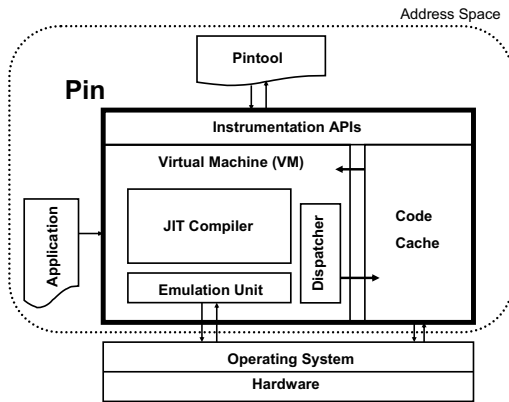 Address Space
Pintool
Pin
Instrumentation APIs
Virtual Machine (VM)
JIT Compiler
Emulation Unit
Dispatcher
Code
Cache
Application
Operating System
Hardware